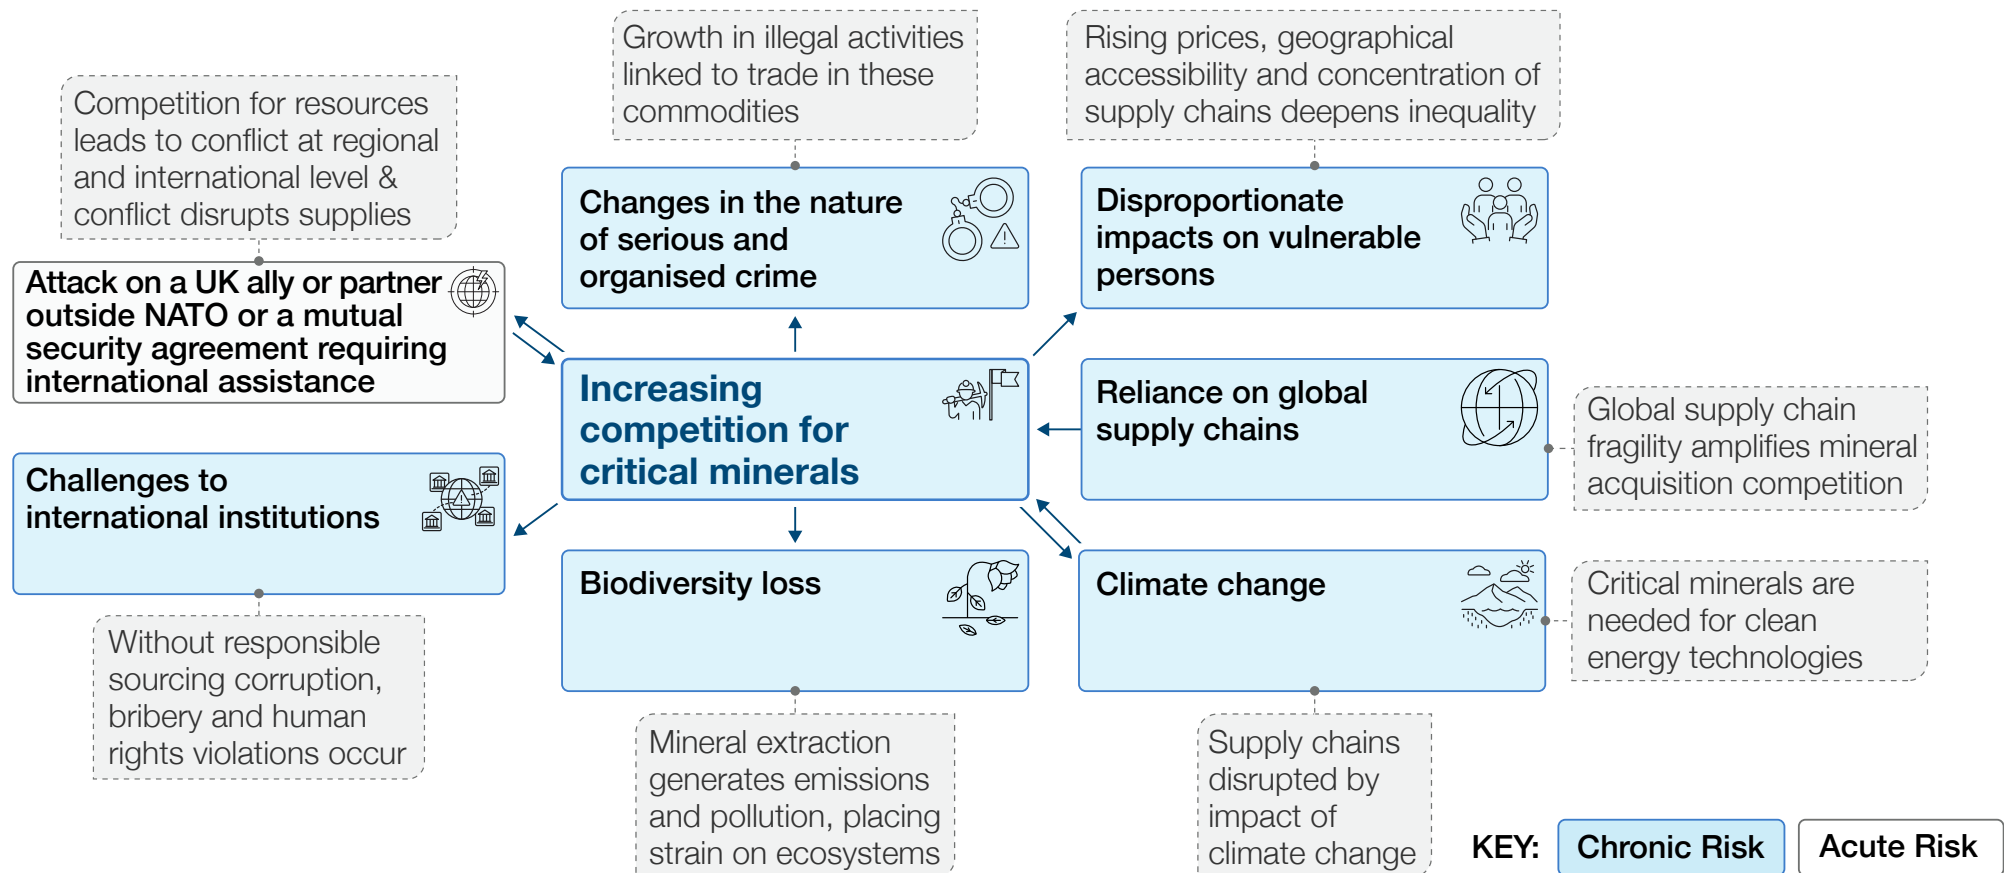 Growth in illegal activities
linked to trade in these
commodities
Rising prices, geographical
accessibility and concentration of
supply chains deepens inequality
Competition for resources
leads to conflict at regional
and international level &
conflict disrupts supplies
Changes in the nature
of serious and
organised crime
Disproportionate
impacts on vulnerable
persons
Attack on a UK ally or partner
outside NATO or a mutual
security agreement requiring
international assistance
Increasing
competition for
critical minerals
Reliance on global
supply chains
Global supply chain
fragility amplifies mineral
acquisition competition
Challenges to
international institutions
Biodiversity loss
Climate change
Critical minerals are
needed for clean
energy technologies
Without responsible
sourcing corruption,
bribery and human
rights violations occur
Mineral extraction
generates emissions
and pollution, placing
strain on ecosystems
Supply chains
disrupted by
impact of
climate change
KEY: Chronic Risk Acute Risk